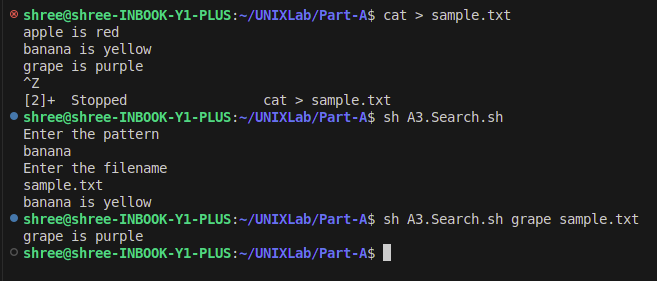 shree@shree-INBOOK-Y1-PLUS:~/UNIXLab/Part-A$ cat > sample.txt
apple is red
banana is yellow
grape is purple
^Z
[2]+  Stopped                 cat > sample.txt
shree@shree-INBOOK-Y1-PLUS:~/UNIXLab/Part-A$ sh A3.Search.sh
Enter the pattern
banana
Enter the filename
sample.txt
banana is yellow
shree@shree-INBOOK-Y1-PLUS:~/UNIXLab/Part-A$ sh A3.Search.sh grape sample.txt
grape is purple
shree@shree-INBOOK-Y1-PLUS:~/UNIXLab/Part-A$